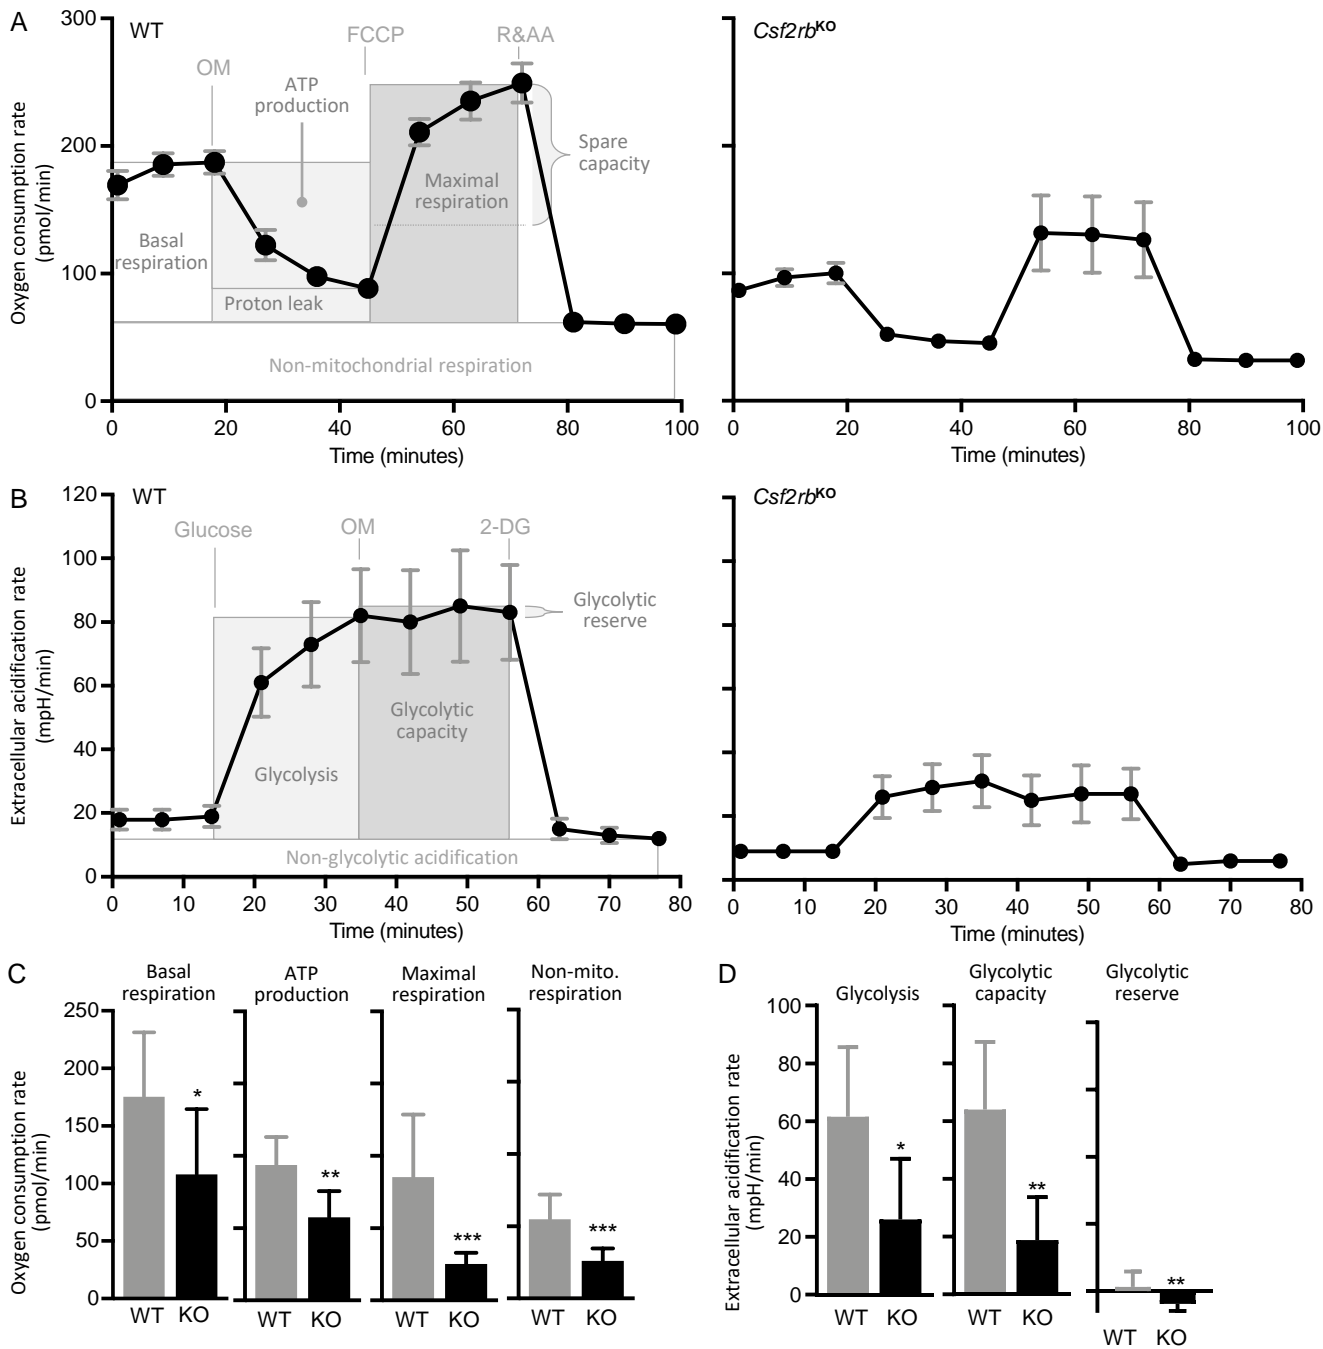 A
WT
Csf2rbKO
FCCP
R&AA
OM
ATP
production
Spare
capacity
Maximal
respiration
Basal
respiration
Proton leak
Non-mitochondrial respiration
Oxygen consumption rate
(pmol/min)
300
200
100
0
0 20 40 60 80 100
Time (minutes)
0 20 40 60 80 100
Time (minutes)
B
WT
Csf2rbKO
Glucose
OM
2-DG
Glycolytic
reserve
Glycolytic
capacity
Glycolysis
Non-glycolytic acidification
Extracellular acidification rate
(mpH/min)
120
100
80
60
40
20
0
0 10 20 30 40 50 60 70 80
Time (minutes)
0 10 20 30 40 50 60 70 80
Time (minutes)
C
Basal
respiration
ATP
production
Maximal
respiration
Non-mito.
respiration
Oxygen consumption rate
(pmol/min)
250
200
150
100
50
0
*
**
***
***
WT KO
WT KO
WT KO
WT KO
D
Glycolysis
Glycolytic
capacity
Glycolytic
reserve
Extracellular acidification rate
(mpH/min)
100
80
60
40
20
0
*
**
**
WT KO
WT KO
WT KO